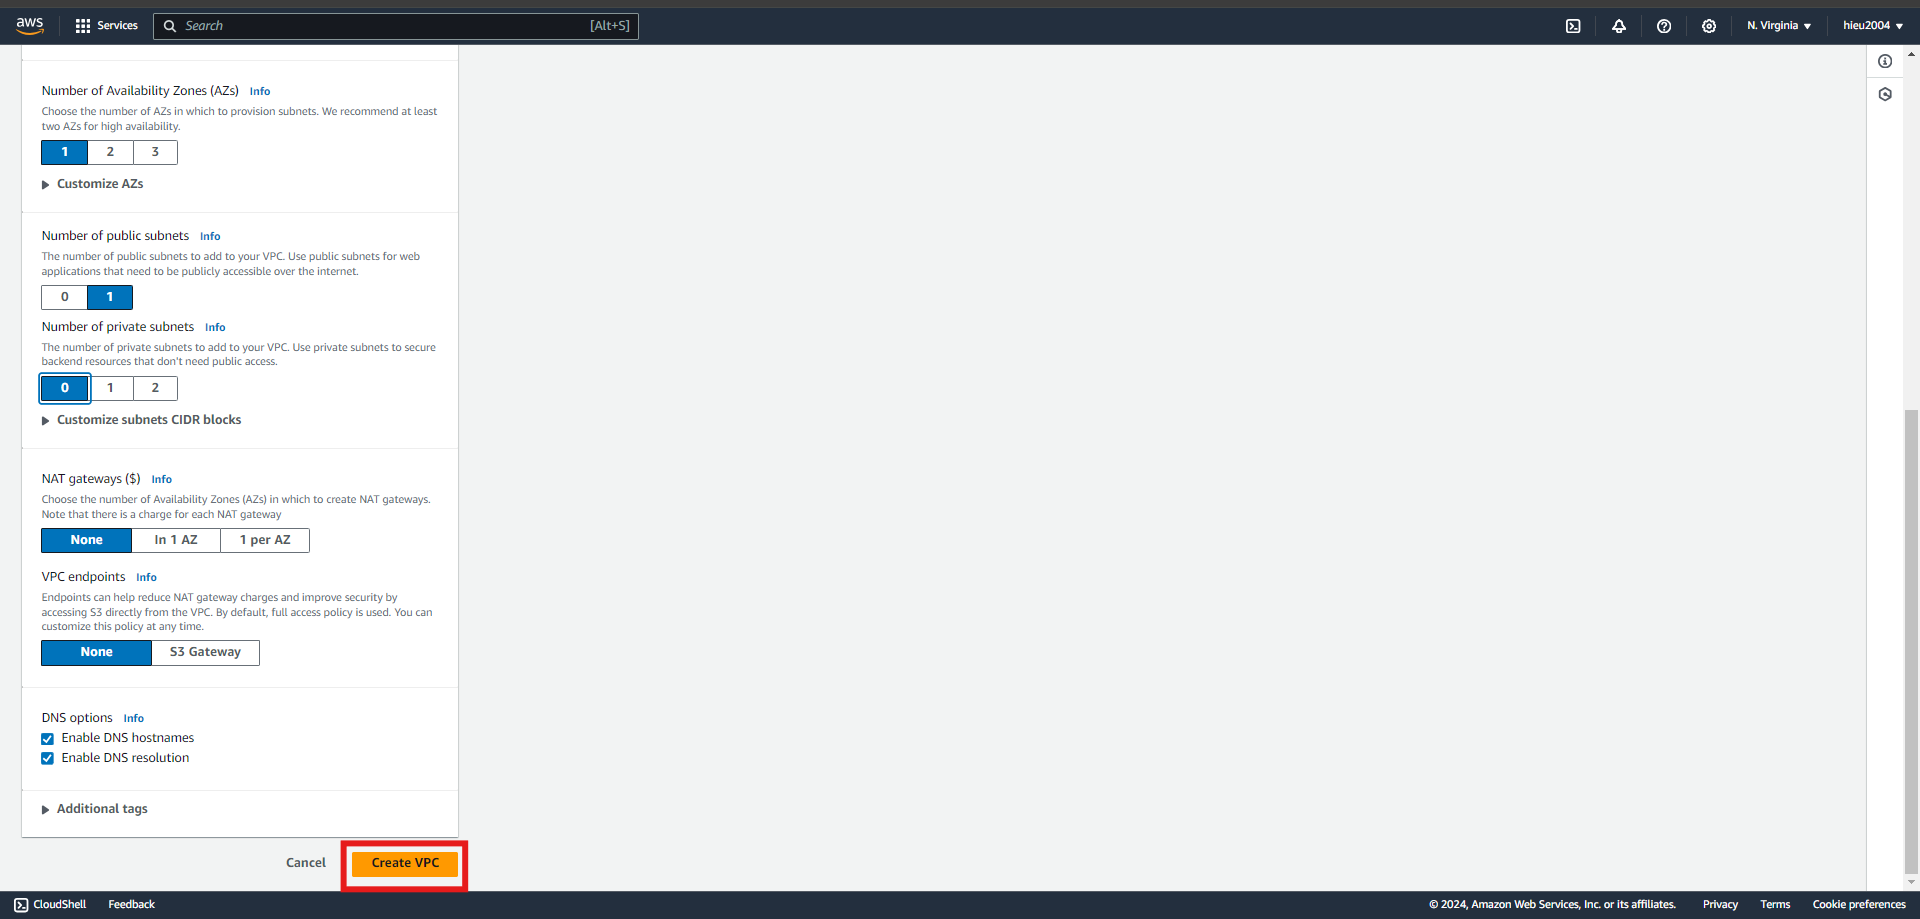 aws
Services
Search
[Alt+S]
N. Virginia
hieu2004
Number of Availability Zones (AZs) Info
Choose the number of AZs in which to provision subnets. We recommend at least
two AZs for high availability.
1 2 3
Customize AZs
Number of public subnets Info
The number of public subnets to add to your VPC. Use public subnets for web
applications that need to be publicly accessible over the internet.
0 1
Number of private subnets Info
The number of private subnets to add to your VPC. Use private subnets to secure
backend resources that don't need public access.
0 1 2
Customize subnets CIDR blocks
NAT gateways ($) Info
Choose the number of Availability Zones (AZs) in which to create NAT gateways.
Note that there is a charge for each NAT gateway
None In 1 AZ 1 per AZ
VPC endpoints Info
Endpoints can help reduce NAT gateway charges and improve security by
accessing S3 directly from the VPC. By default, full access policy is used. You can
customize this policy at any time.
None S3 Gateway
DNS options Info
Enable DNS hostnames
Enable DNS resolution
Additional tags
Cancel Create VPC
CloudShell Feedback © 2024, Amazon Web Services, Inc. or its affiliates. Privacy Terms Cookie preferences